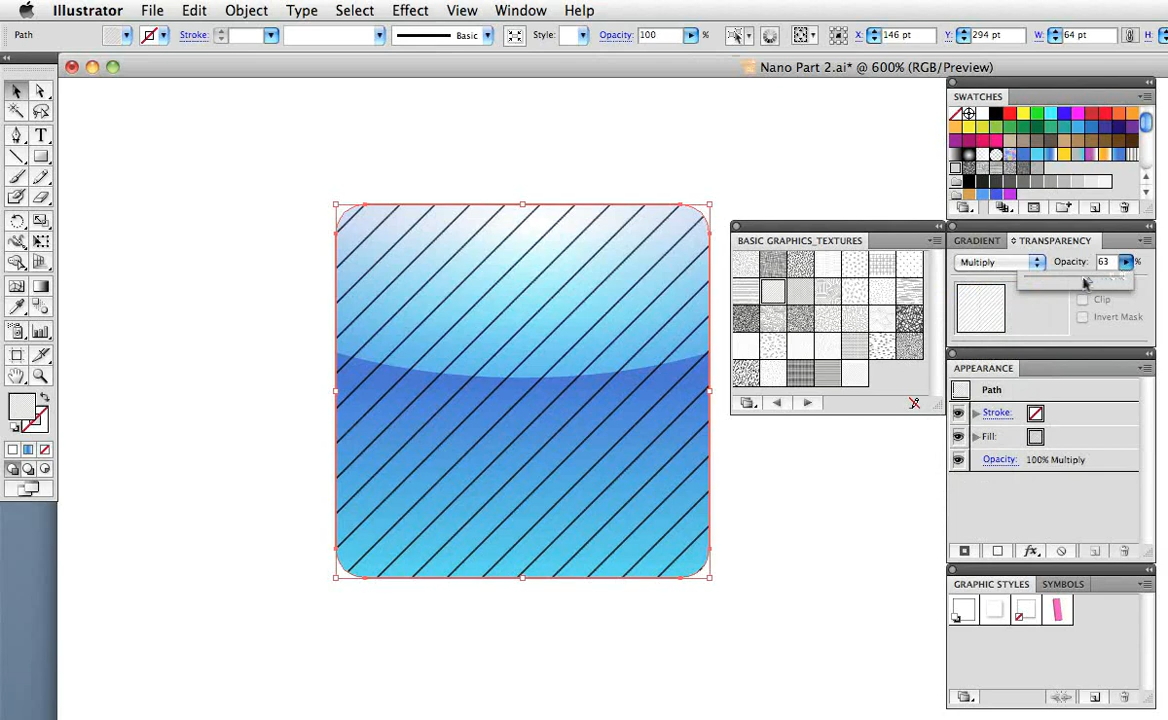 Illustrator File Edit Object Type Select Effect View Window Help
Path Stroke: Basic Style: Opacity: 100 % X: 146 pt Y: 294 pt W: 64 pt H:
Nano Part 2.ai* @ 600% (RGB/Preview)
SWATCHES
BASIC GRAPHICS_TEXTURES
GRADIENT TRANSPARENCY
Multiply Opacity: 63 %
Clip
Invert Mask
APPEARANCE
Path
Stroke:
Fill:
Opacity: 100% Multiply
GRAPHIC STYLES SYMBOLS